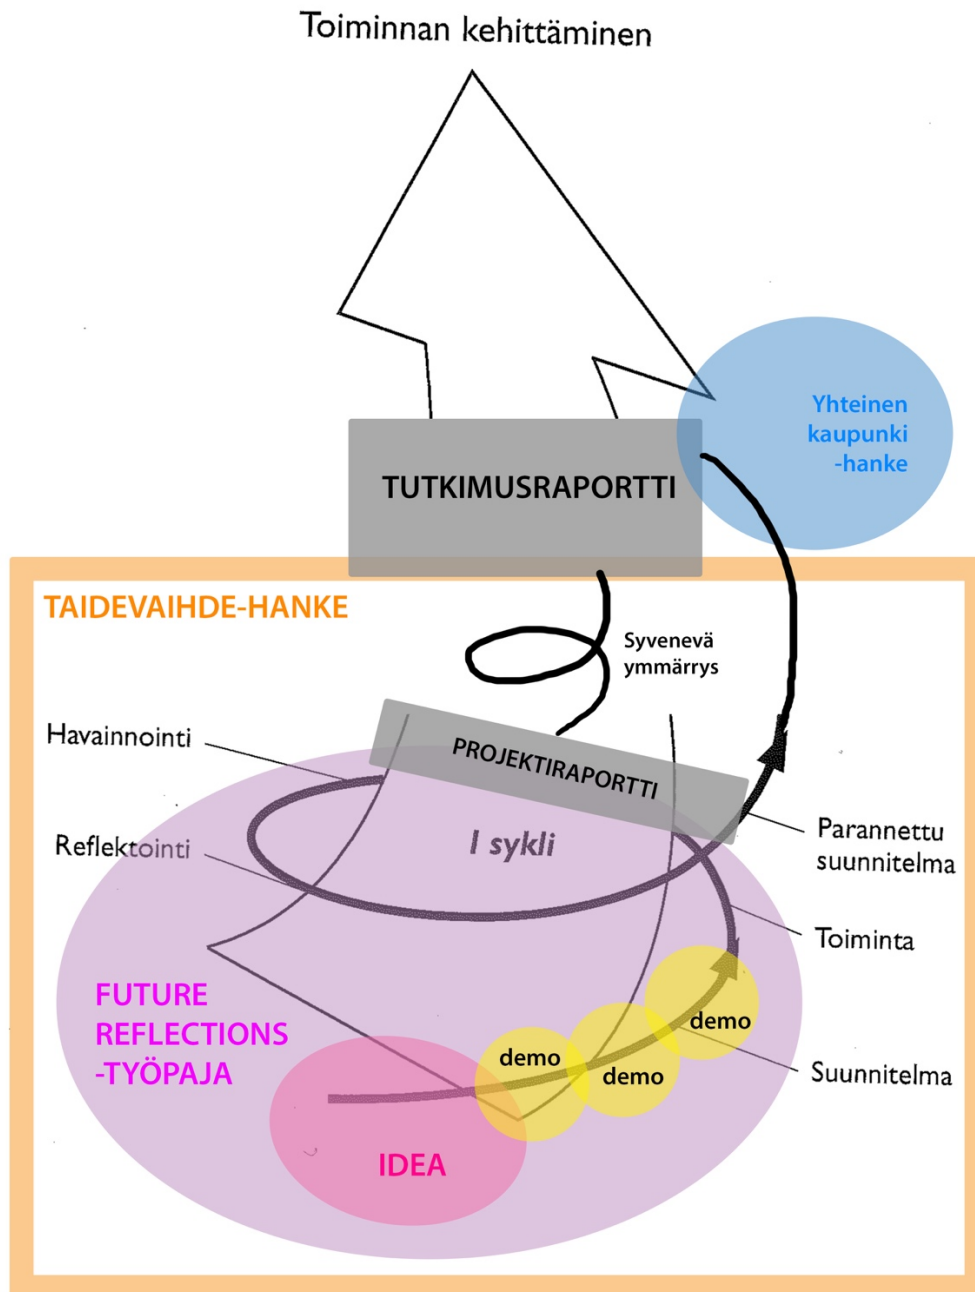 Toiminnan kehittäminen
Yhteinen
kaupunki
-hanke
TUTKIMUSRAPORTTI
TAIDEVAIHDE-HANKE
Syvenevä
ymmärrys
Havainnointi
PROJEKTIRAPORTTI
I sykli
Reflektointi
Parannettu
suunnitelma
Toiminta
FUTURE
REFLECTIONS
-TYÖPAJA
demo
demo
demo
Suunnitelma
IDEA